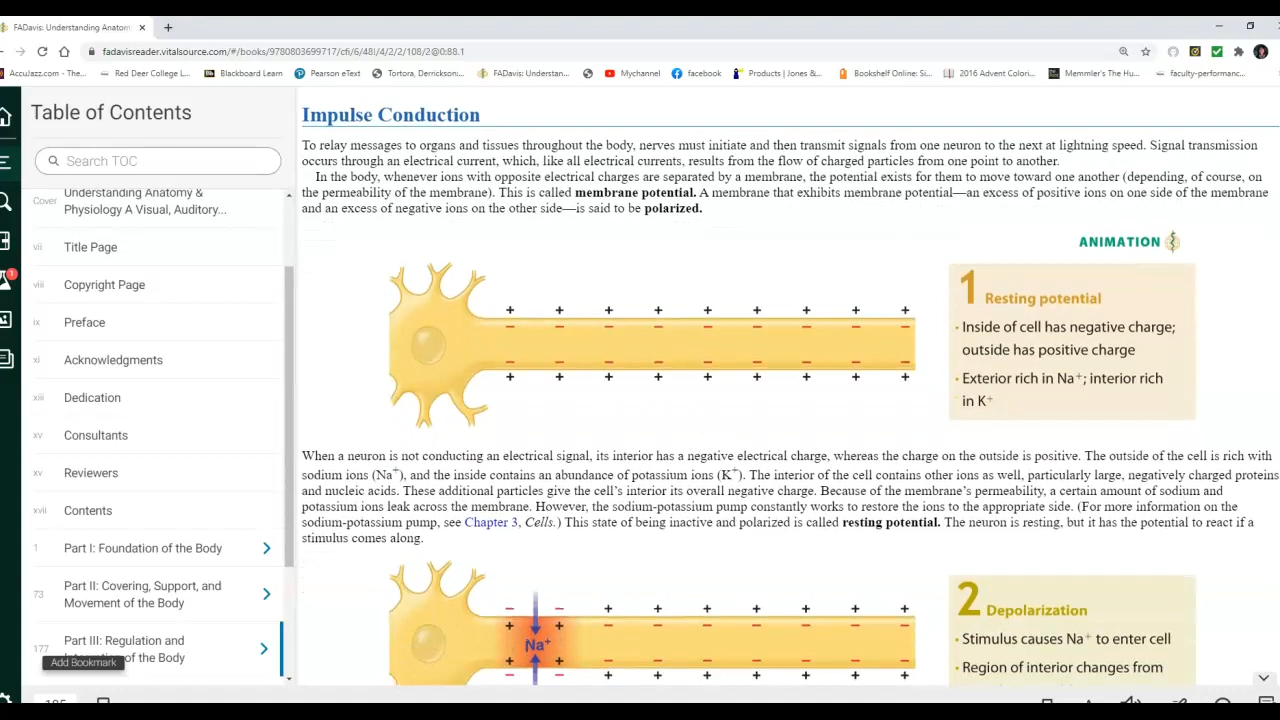 FADavis: Understanding Anatom
fadavisreader.vitalsource.com/#/books/9780803699717/cfi/6/48!/4/2/2/108/2@0:88.1
AccuJazz.com - The...
Red Deer College L...
Blackboard Learn
Pearson eText
Tortora, Derrickson:...
FADavis: Understan...
Mychannel
facebook
Products | Jones &...
Bookshelf Online: Si...
2016 Advent Colori...
Memmler's The Hu...
faculty-performanc...
Table of Contents
Search TOC
Cover
Understanding Anatomy &
Physiology A Visual, Auditory...
vii Title Page
viii Copyright Page
ix Preface
xi Acknowledgments
xiii Dedication
xv Consultants
xv Reviewers
xvii Contents
1 Part I: Foundation of the Body
73 Part II: Covering, Support, and
Movement of the Body
177 Part III: Regulation and
of the Body
Add Bookmark
1
Impulse Conduction
To relay messages to organs and tissues throughout the body, nerves must initiate and then transmit signals from one neuron to the next at lightning speed. Signal transmission
occurs through an electrical current, which, like all electrical currents, results from the flow of charged particles from one point to another.
In the body, whenever ions with opposite electrical charges are separated by a membrane, the potential exists for them to move toward one another (depending, of course, on
the permeability of the membrane). This is called membrane potential. A membrane that exhibits membrane potential—an excess of positive ions on one side of the membrane
and an excess of negative ions on the other side—is said to be polarized.
ANIMATION
+ + + + + + + + +
− − − − − − − − −
− − − − − − − − −
+ + + + + + + + +
1 Resting potential
• Inside of cell has negative charge;
outside has positive charge
• Exterior rich in Na+; interior rich
in K+
When a neuron is not conducting an electrical signal, its interior has a negative electrical charge, whereas the charge on the outside is positive. The outside of the cell is rich with
sodium ions (Na+), and the inside contains an abundance of potassium ions (K+). The interior of the cell contains other ions as well, particularly large, negatively charged proteins
and nucleic acids. These additional particles give the cell's interior its overall negative charge. Because of the membrane's permeability, a certain amount of sodium and
potassium ions leak across the membrane. However, the sodium-potassium pump constantly works to restore the ions to the appropriate side. (For more information on the
sodium-potassium pump, see Chapter 3, Cells.) This state of being inactive and polarized is called resting potential. The neuron is resting, but it has the potential to react if a
stimulus comes along.
− − + + + + + + +
+ + − − − − − − −
Na+
+ + − − − − − − −
− − + + + + + + +
2 Depolarization
• Stimulus causes Na+ to enter cell
• Region of interior changes from